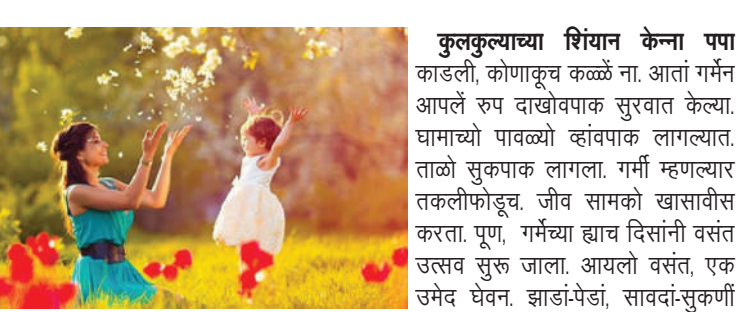 कुलकुल्याच्या शिंयान केन्ना पपा
काडली, कोणाकूच कळ्ळें ना. आतां गर्मेन
आपलें रुप दाखोवपाक सुरवात केल्या.
घामाच्यो पावळ्यो व्हांवपाक लागल्यात.
ताळो सुकपाक लागला. गर्मी म्हणल्यार
तकलीफोडूच. जीव सामको खासावीस
करता. पूण, गर्मेच्या ह्याच दिसांनी वसंत
उत्सव सुरू जाला. आयलो वसंत, एक
उमेद घेवन. झाडां-पेडां, सावदां-सुकणीं